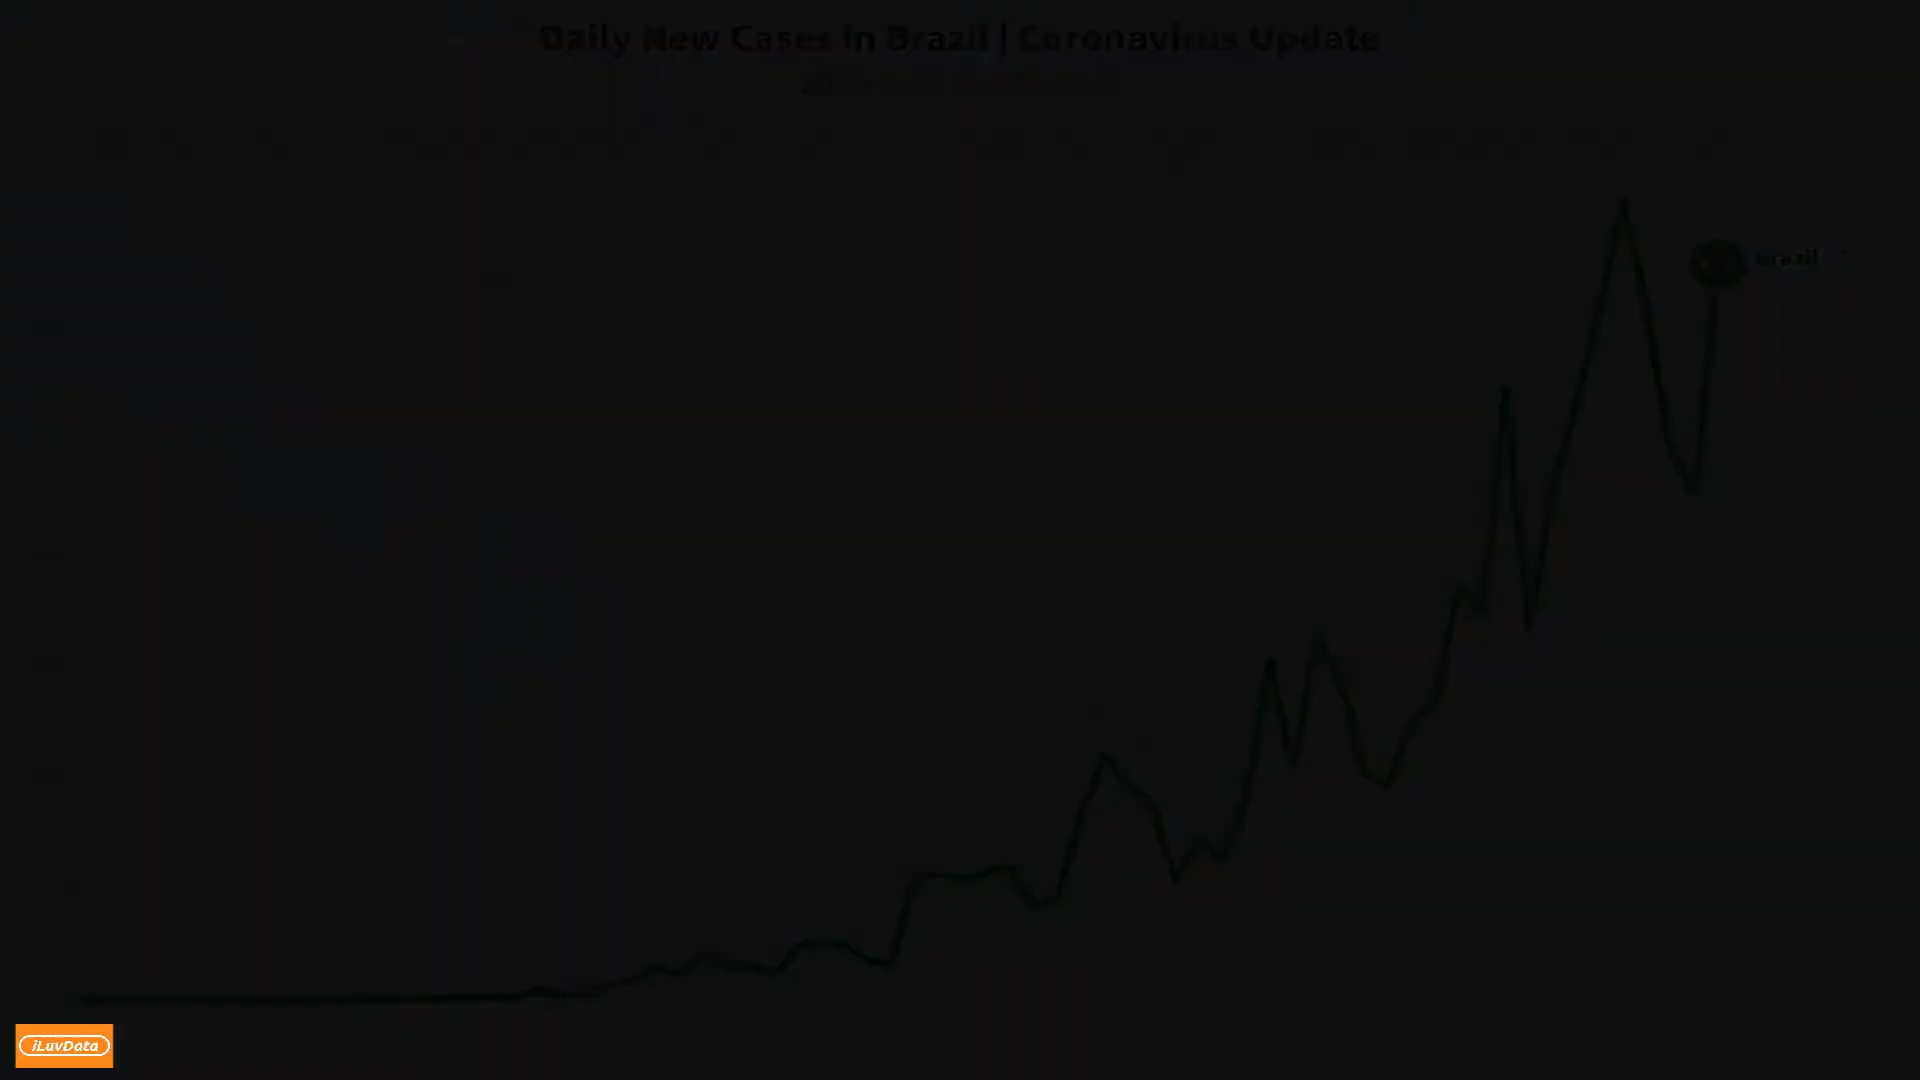 Daily New Cases in Brazil | Coronavirus Update
Brazil
iLuvData